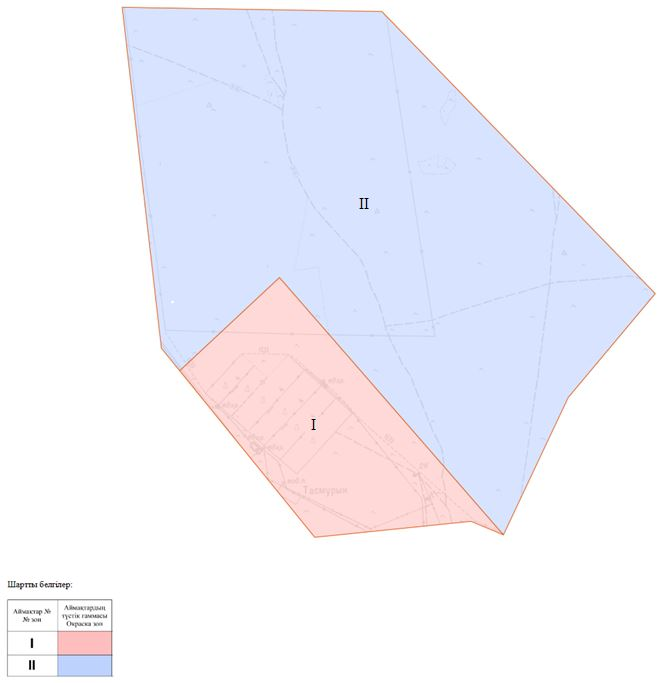 II
I
Тасмурын
Шартты белгілер:
Аймақтар №
№ зон
Аймақтардың
түстік гаммасы
Окраска зон
I
II